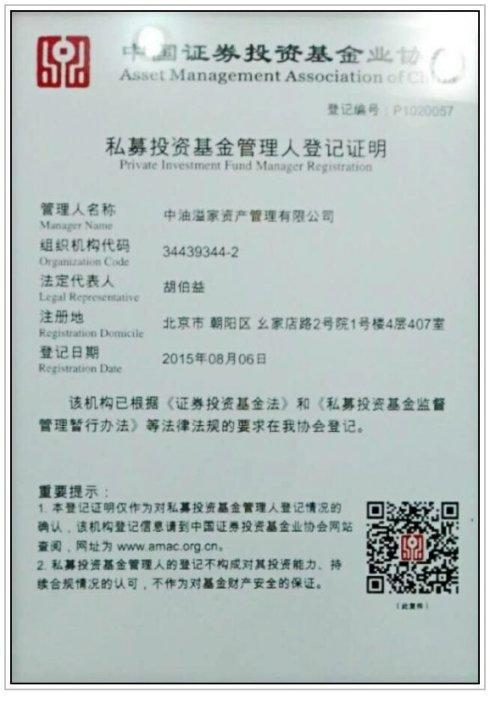 中国证券投资基金业协
Asset Management Association of Ch
登记编号：P1020057
私募投资基金管理人登记证明
Private Investment Fund Manager Registration
管理人名称 中油溢家资产管理有限公司
Manager Name
组织机构代码 34439344-2
Organization Code
法定代表人 胡伯益
Legal Representative
注册地 北京市 朝阳区 幺家店路2号院1号楼4层407室
Registration Domicile
登记日期 2015年08月06日
Registration Date
该机构已根据《证券投资基金法》和《私募投资基金监督
管理暂行办法》等法律法规的要求在我协会登记。
重要提示：
1. 本登记证明仅作为对私募投资基金管理人登记情况的
确认，该机构登记信息请到中国证券投资基金业协会网站
查阅，网址为 www.amac.org.cn。
2. 私募投资基金管理人的登记不构成对其投资能力、持
续合规情况的认可，不作为对基金财产安全的保证。